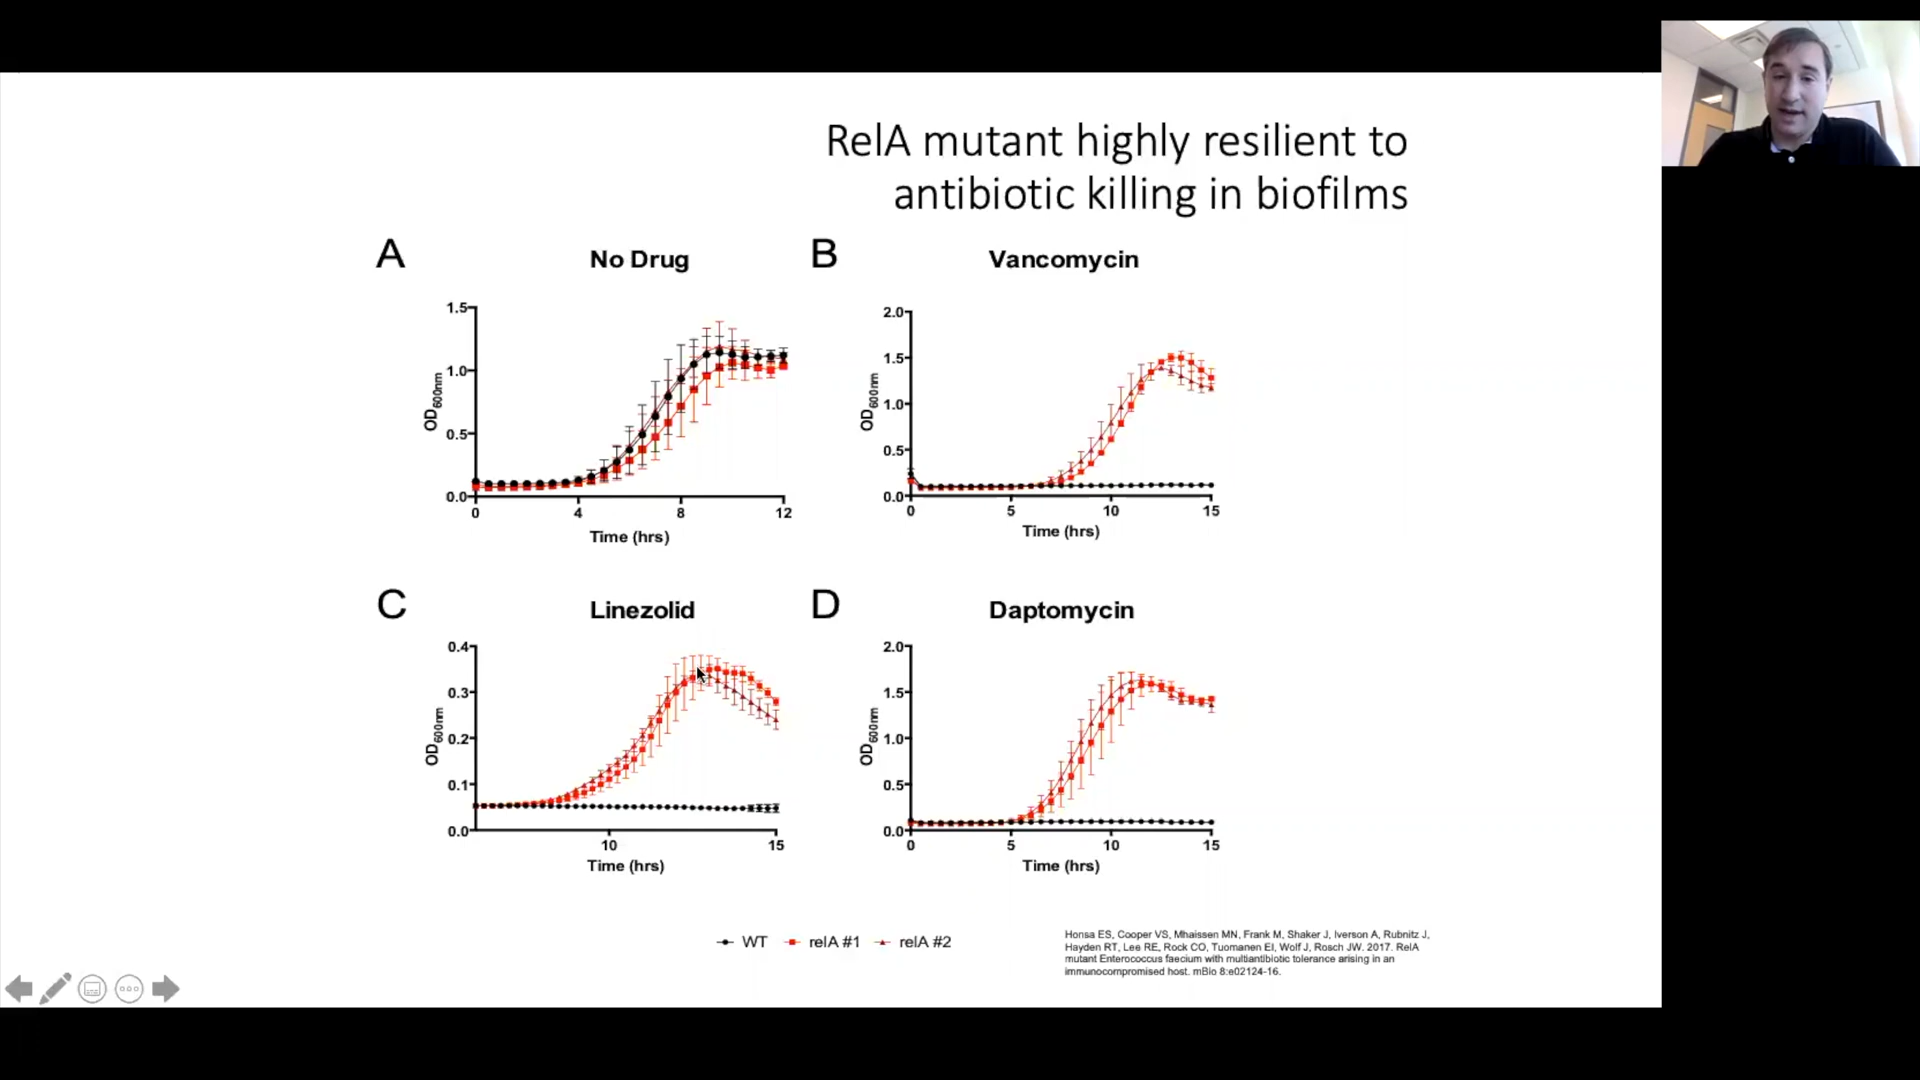 RelA mutant highly resilient to
antibiotic killing in biofilms
A
No Drug
1.5
1.0
0.5
0.0
OD600nm
0 4 8 12
Time (hrs)
B
Vancomycin
2.0
1.5
1.0
0.5
0.0
OD600nm
0 5 10 15
Time (hrs)
C
Linezolid
0.4
0.3
0.2
0.1
0.0
OD600nm
10 15
Time (hrs)
D
Daptomycin
2.0
1.5
1.0
0.5
0.0
OD600nm
0 5 10 15
Time (hrs)
WT relA #1 relA #2
Honsa ES, Cooper VS, Mhaissen MN, Frank M, Shaker J, Iverson A, Rubnitz J,
Hayden RT, Lee RE, Rock CO, Tuomanen EI, Wolf J, Rosch JW. 2017. RelA
mutant Enterococcus faecium with multiantibiotic tolerance arising in an
immunocompromised host. mBio 8:e02124-16.